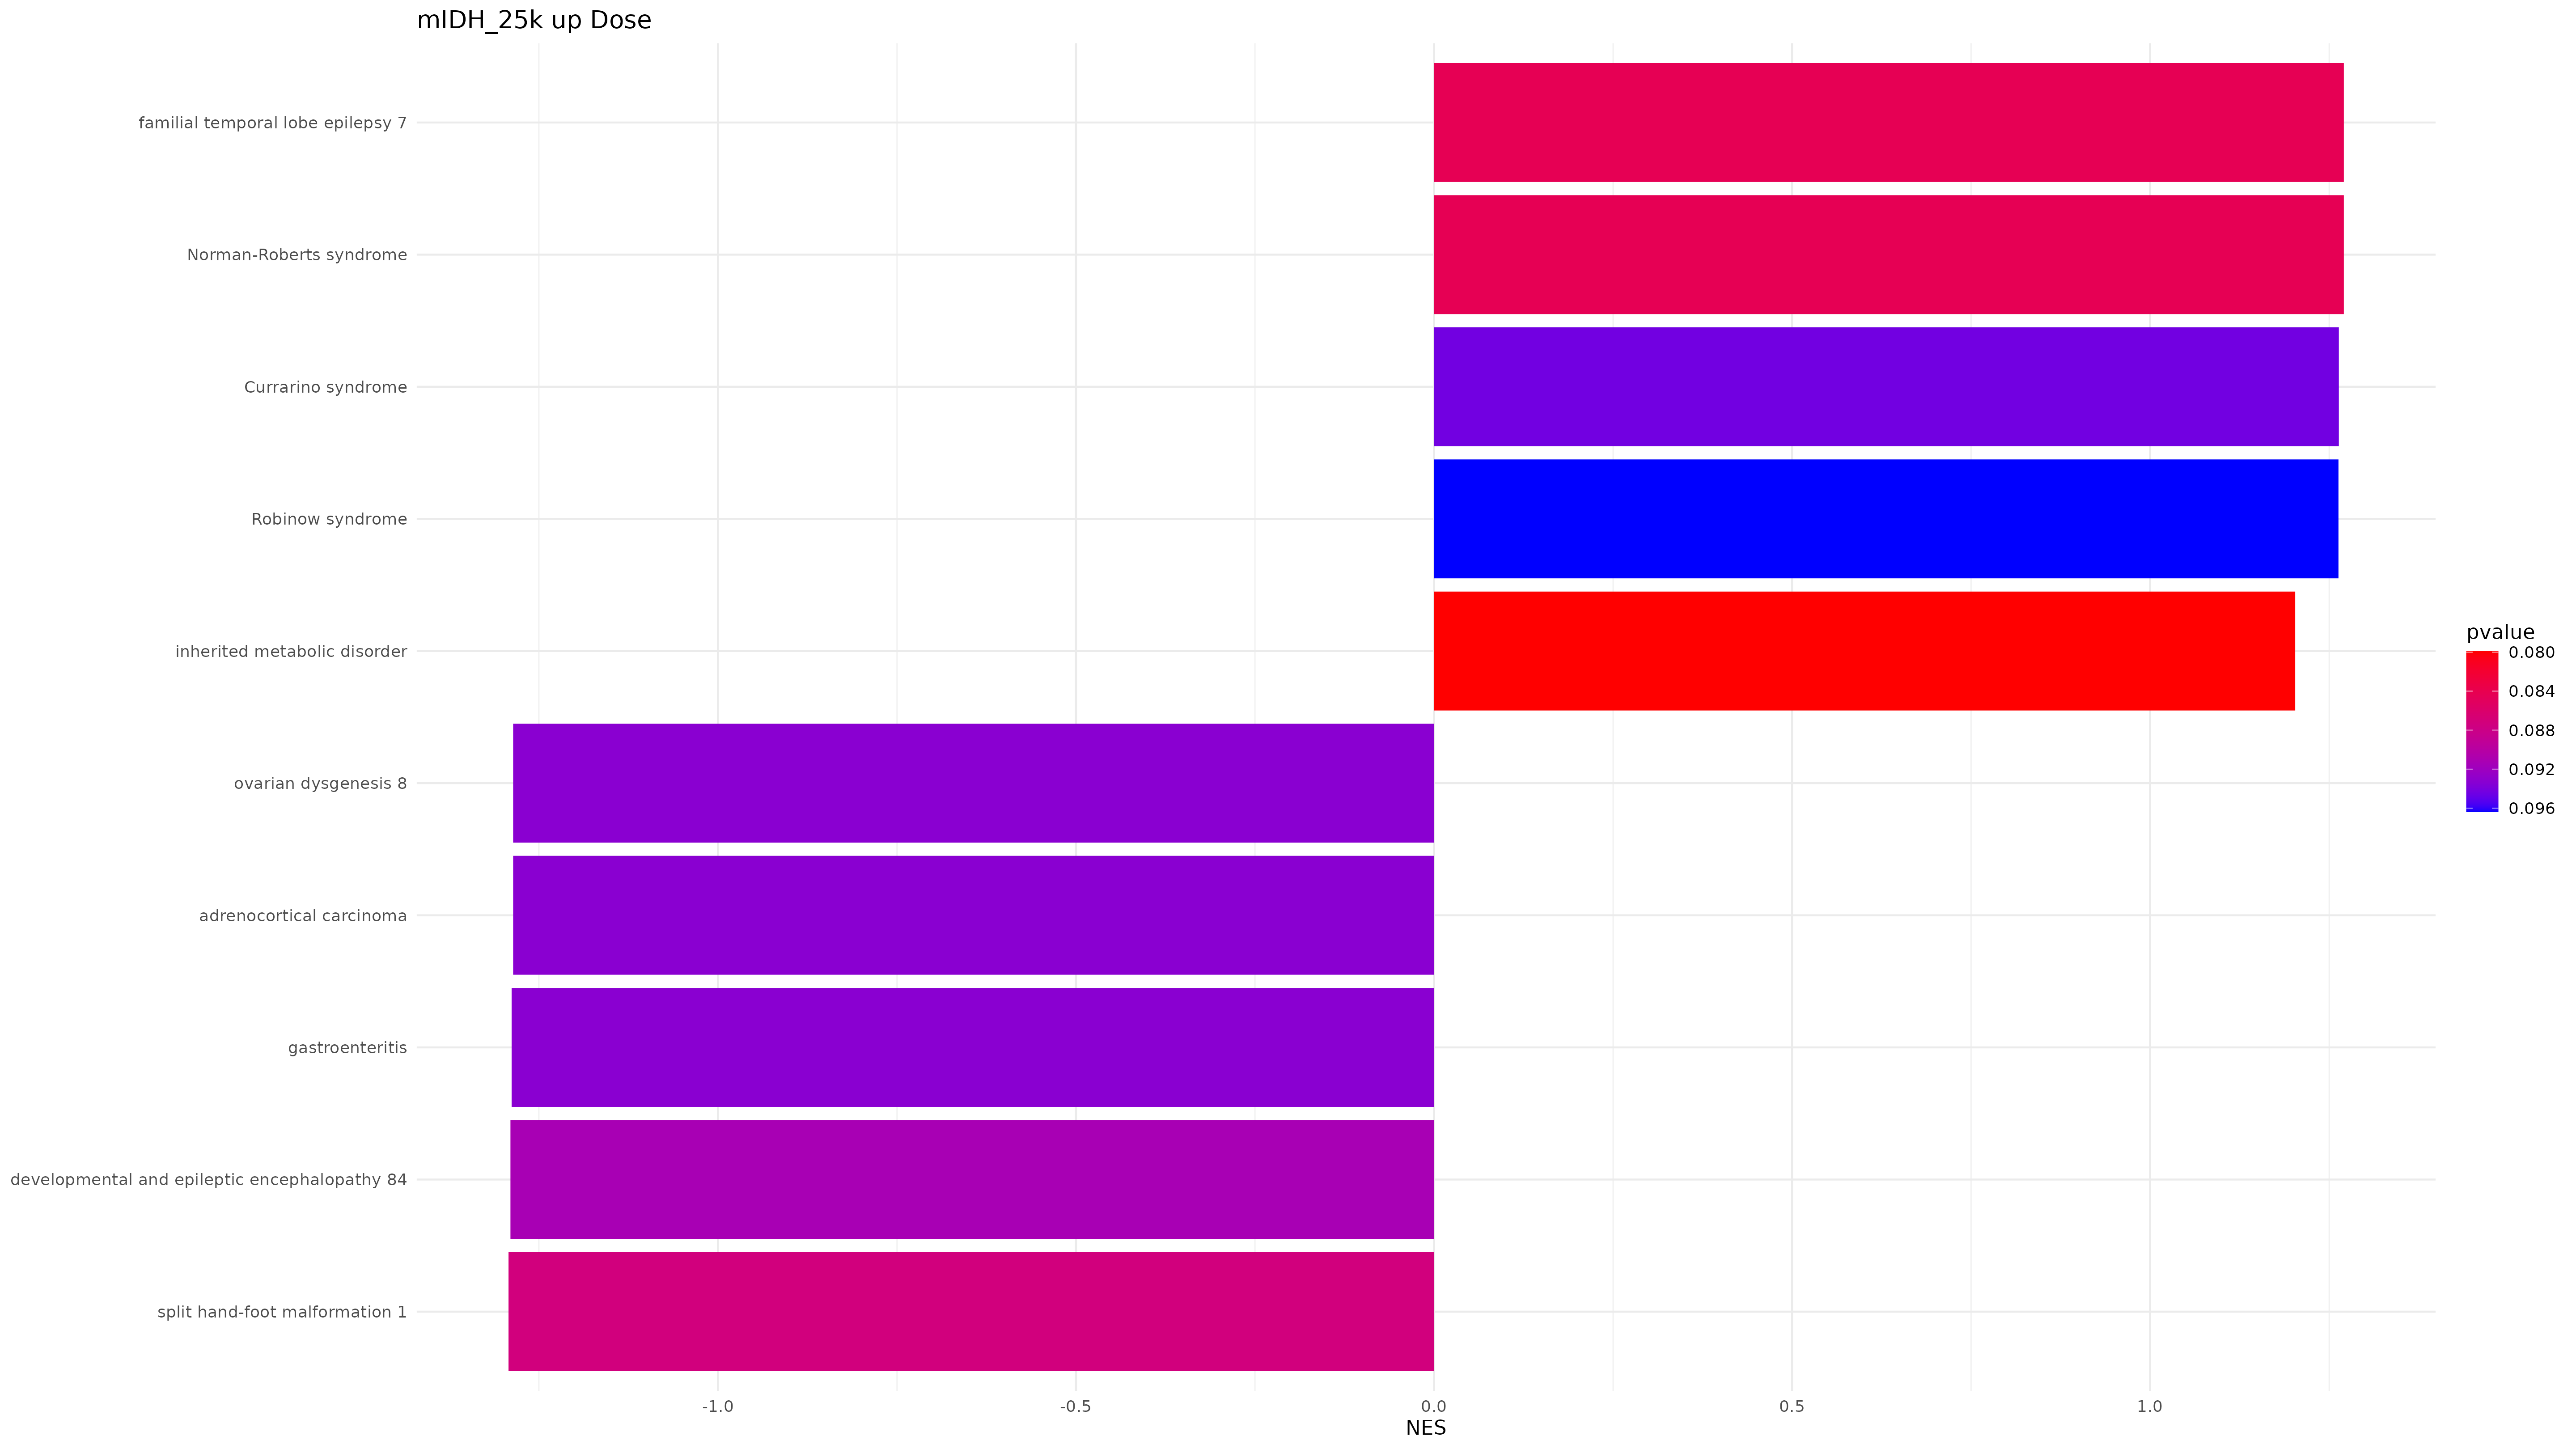 mIDH_25k up Dose
familial temporal lobe epilepsy 7
Norman-Roberts syndrome
Currarino syndrome
Robinow syndrome
inherited metabolic disorder
ovarian dysgenesis 8
adrenocortical carcinoma
gastroenteritis
developmental and epileptic encephalopathy 84
split hand-foot malformation 1
-1.0
-0.5
0.0
0.5
1.0
NES
pvalue
0.080
0.084
0.088
0.092
0.096